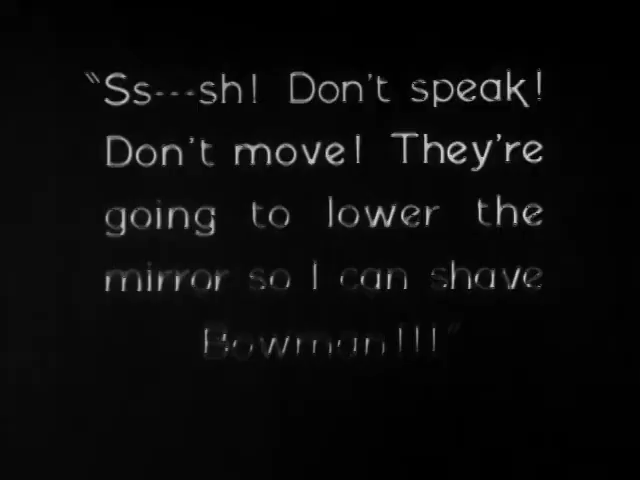 "Ss---sh! Don't speak!
Don't move! They're
going to lower the
mirror so I can shave
Bowman!!!"